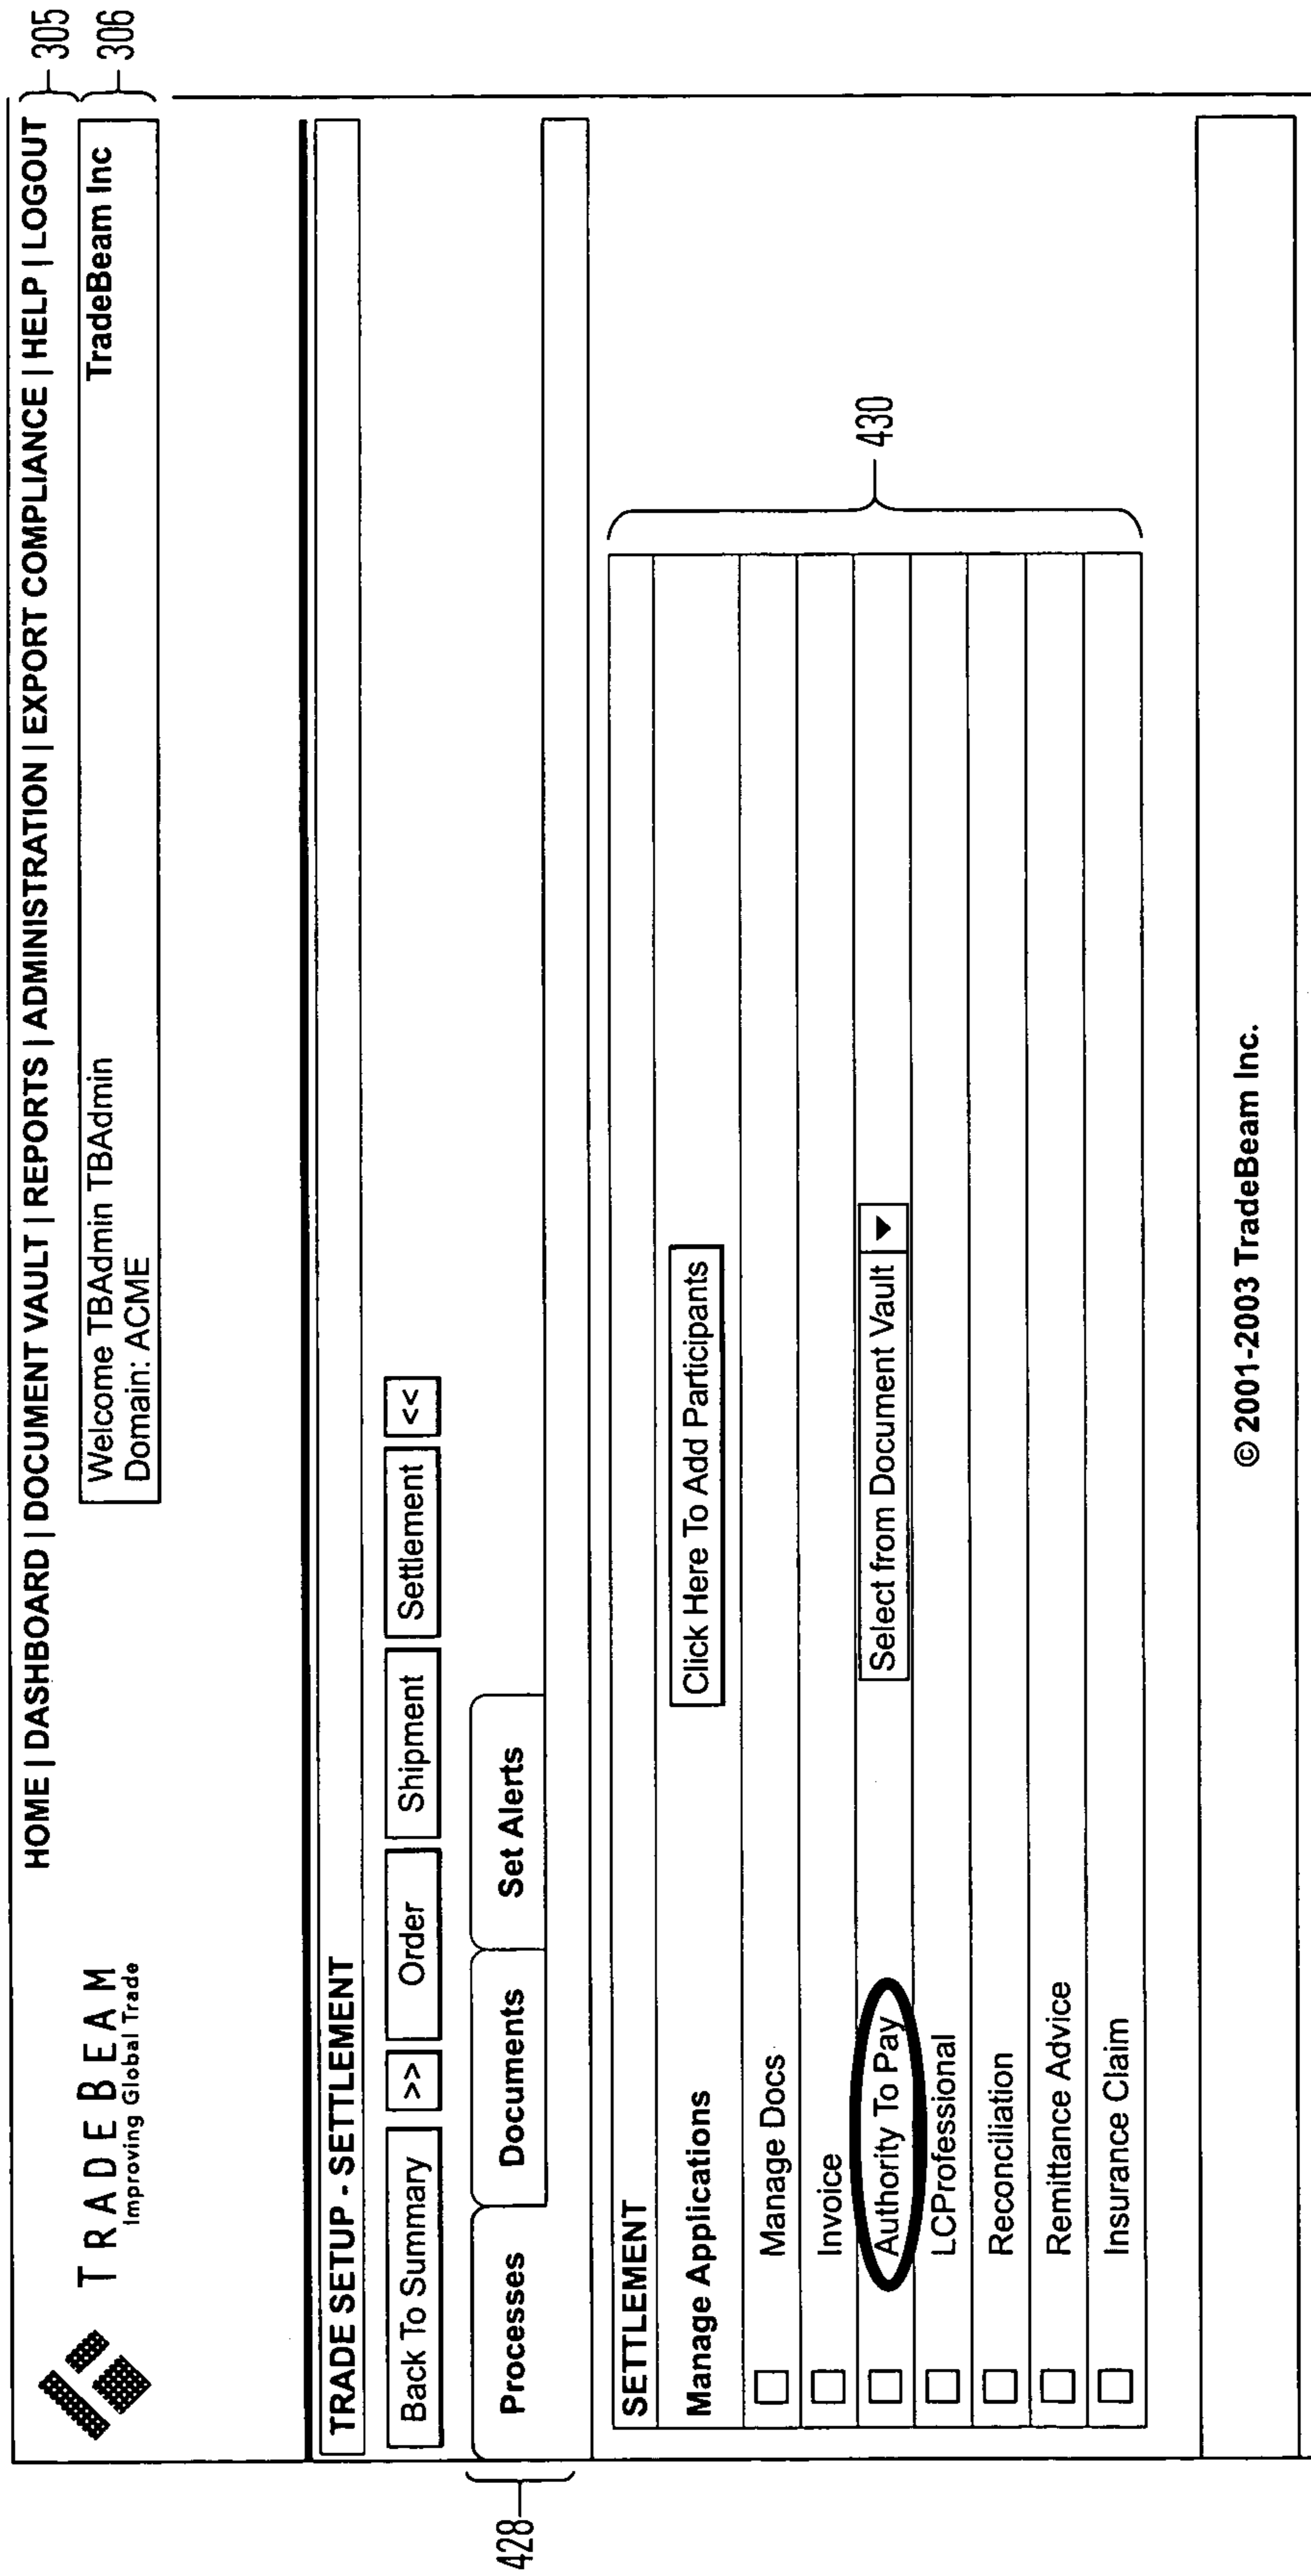 HOME | DASHBOARD | DOCUMENT VAULT | REPORTS | ADMINISTRATION | EXPORT COMPLIANCE | HELP | LOGOUT
305
TRADEBEAM
Improving Global Trade
Welcome TBAdmin TBAdmin
Domain: ACME
TradeBeam Inc
306
TRADE SETUP - SETTLEMENT
Back To Summary >> Order Shipment Settlement <<
428
Processes Documents Set Alerts
SETTLEMENT
Manage Applications Click Here To Add Participants
Manage Docs
Invoice
Authority To Pay Select from Document Vault
430
LCProfessional
Reconciliation
Remittance Advice
Insurance Claim
© 2001-2003 TradeBeam Inc.